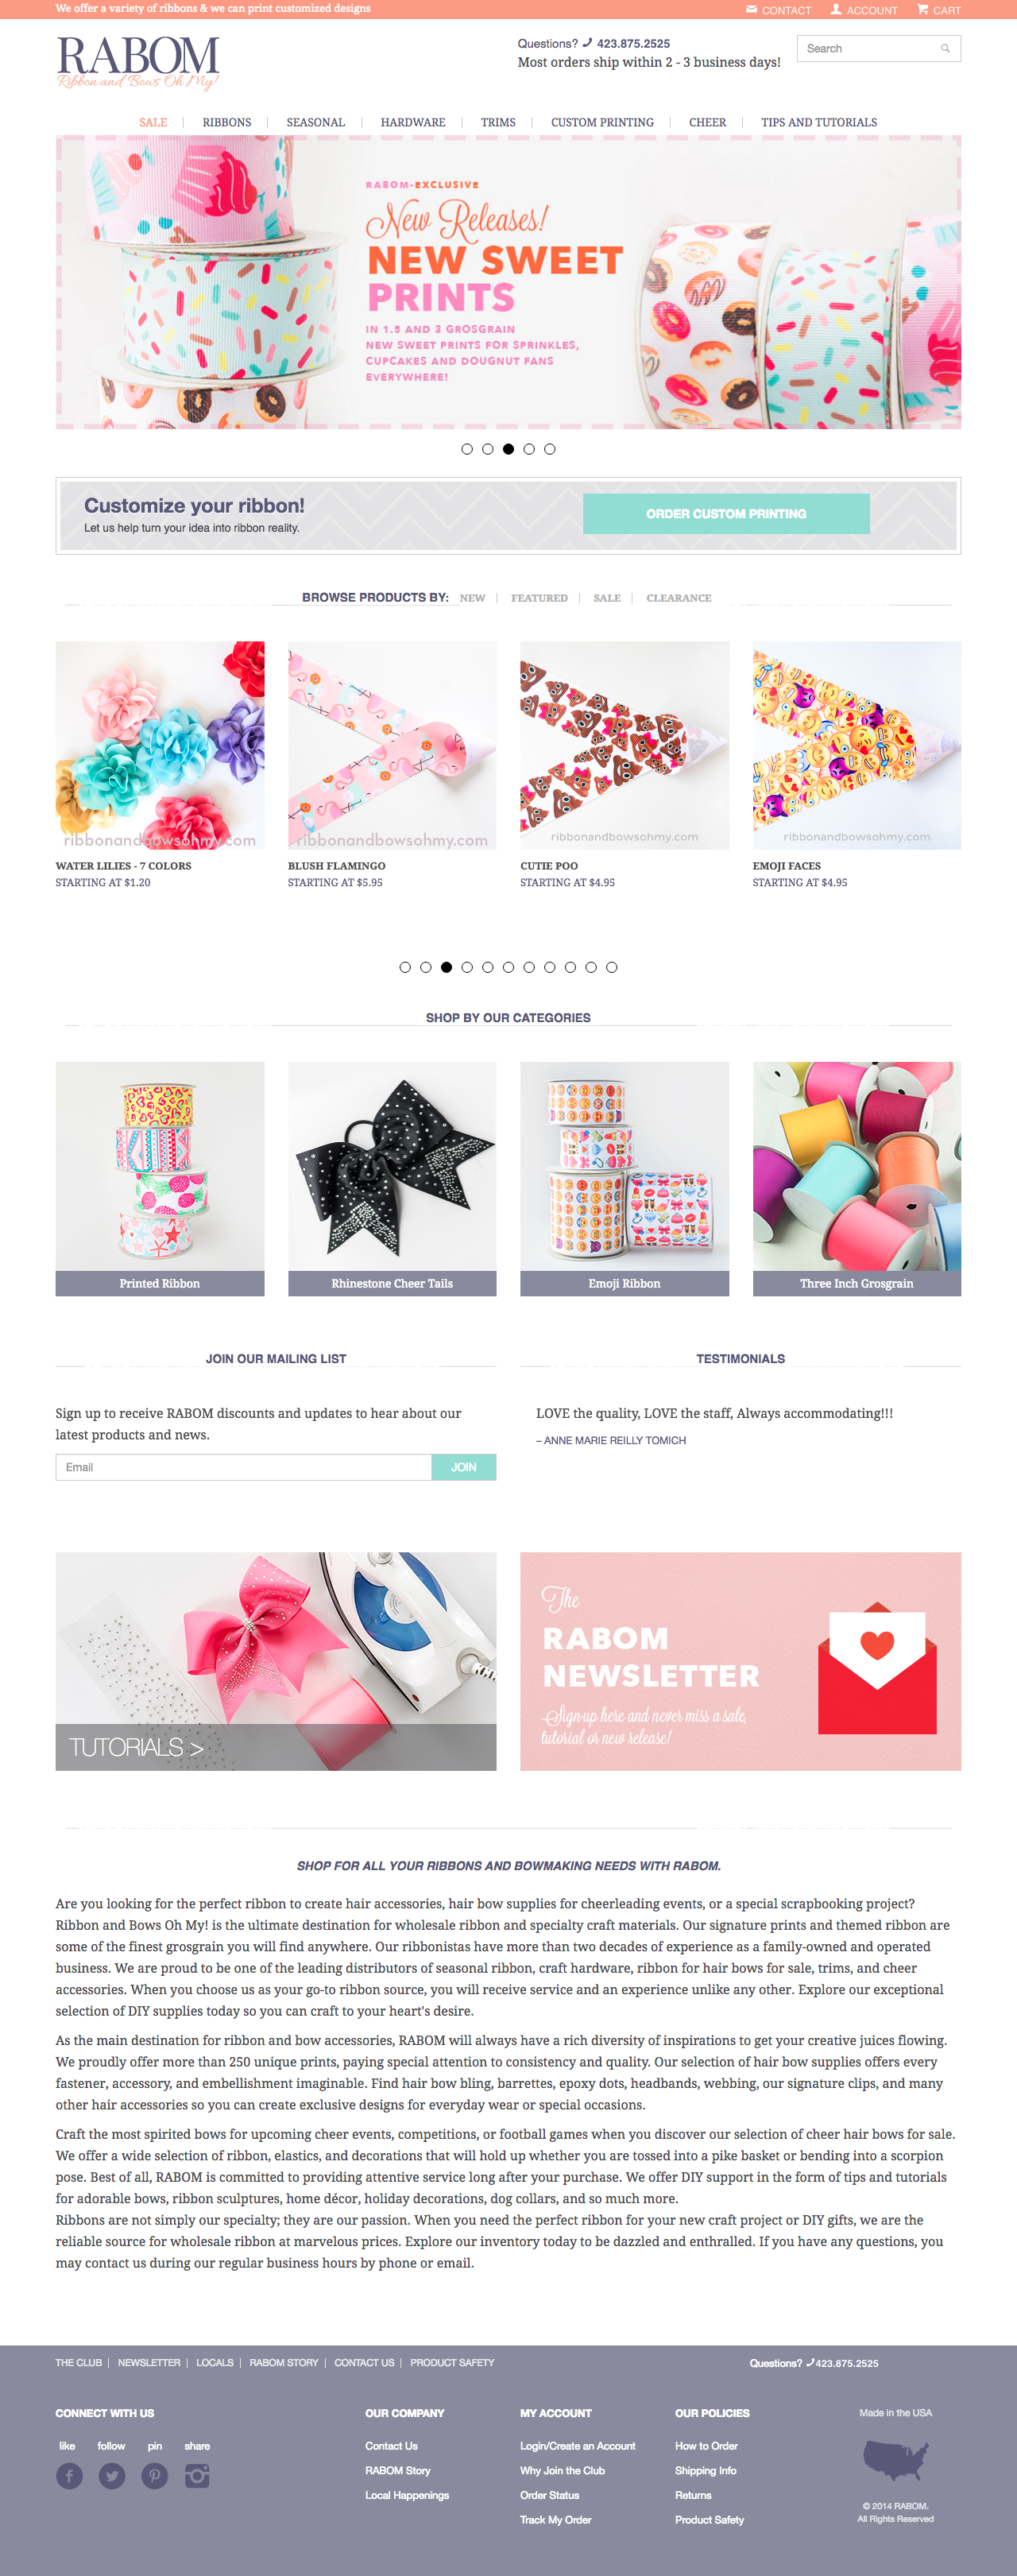 We offer a variety of ribbons & we can print customized designs
CONTACT
ACCOUNT
CART
RABOM
Ribbon and Bows Oh My!
Questions? 423.875.2525
Most orders ship within 2 - 3 business days!
Search
SALE
RIBBONS
SEASONAL
HARDWARE
TRIMS
CUSTOM PRINTING
CHEER
TIPS AND TUTORIALS
RABOM-EXCLUSIVE
New Releases!
NEW SWEET
PRINTS
IN 1.5 AND 3 GROSGRAIN
NEW SWEET PRINTS FOR SPRINKLES,
CUPCAKES AND DOUGNUT FANS
EVERYWHERE!
Customize your ribbon!
Let us help turn your idea into ribbon reality.
ORDER CUSTOM PRINTING
BROWSE PRODUCTS BY:
NEW
FEATURED
SALE
CLEARANCE
ribbonandbowsohmy.com
ribbonandbowsohmy.com
ribbonandbowsohmy.com
ribbonandbowsohmy.com
WATER LILIES - 7 COLORS
STARTING AT $1.20
BLUSH FLAMINGO
STARTING AT $5.95
CUTIE POO
STARTING AT $4.95
EMOJI FACES
STARTING AT $4.95
SHOP BY OUR CATEGORIES
Printed Ribbon
Rhinestone Cheer Tails
Emoji Ribbon
Three Inch Grosgrain
JOIN OUR MAILING LIST
Sign up to receive RABOM discounts and updates to hear about our
latest products and news.
Email
JOIN
TESTIMONIALS
LOVE the quality, LOVE the staff, Always accommodating!!!
– ANNE MARIE REILLY TOMICH
TUTORIALS >
The
RABOM
NEWSLETTER
Sign up here and never miss a sale,
tutorial or new release!
SHOP FOR ALL YOUR RIBBONS AND BOWMAKING NEEDS WITH RABOM.
Are you looking for the perfect ribbon to create hair accessories, hair bow supplies for cheerleading events, or a special scrapbooking project?
Ribbon and Bows Oh My! is the ultimate destination for wholesale ribbon and specialty craft materials. Our signature prints and themed ribbon are
some of the finest grosgrain you will find anywhere. Our ribbonistas have more than two decades of experience as a family-owned and operated
business. We are proud to be one of the leading distributors of seasonal ribbon, craft hardware, ribbon for hair bows for sale, trims, and cheer
accessories. When you choose us as your go-to ribbon source, you will receive service and an experience unlike any other. Explore our exceptional
selection of DIY supplies today so you can craft to your heart's desire.
As the main destination for ribbon and bow accessories, RABOM will always have a rich diversity of inspirations to get your creative juices flowing.
We proudly offer more than 250 unique prints, paying special attention to consistency and quality. Our selection of hair bow supplies offers every
fastener, accessory, and embellishment imaginable. Find hair bow bling, barrettes, epoxy dots, headbands, webbing, our signature clips, and many
other hair accessories so you can create exclusive designs for everyday wear or special occasions.
Craft the most spirited bows for upcoming cheer events, competitions, or football games when you discover our selection of cheer hair bows for sale.
We offer a wide selection of ribbon, elastics, and decorations that will hold up whether you are tossed into a pike basket or bending into a scorpion
pose. Best of all, RABOM is committed to providing attentive service long after your purchase. We offer DIY support in the form of tips and tutorials
for adorable bows, ribbon sculptures, home décor, holiday decorations, dog collars, and so much more.
Ribbons are not simply our specialty; they are our passion. When you need the perfect ribbon for your new craft project or DIY gifts, we are the
reliable source for wholesale ribbon at marvelous prices. Explore our inventory today to be dazzled and enthralled. If you have any questions, you
may contact us during our regular business hours by phone or email.
THE CLUB
NEWSLETTER
LOCALS
RABOM STORY
CONTACT US
PRODUCT SAFETY
Questions? 423.875.2525
CONNECT WITH US
like
follow
pin
share
OUR COMPANY
Contact Us
RABOM Story
Local Happenings
MY ACCOUNT
Login/Create an Account
Why Join the Club
Order Status
Track My Order
OUR POLICIES
How to Order
Shipping Info
Returns
Product Safety
Made in the USA
© 2014 RABOM.
All Rights Reserved